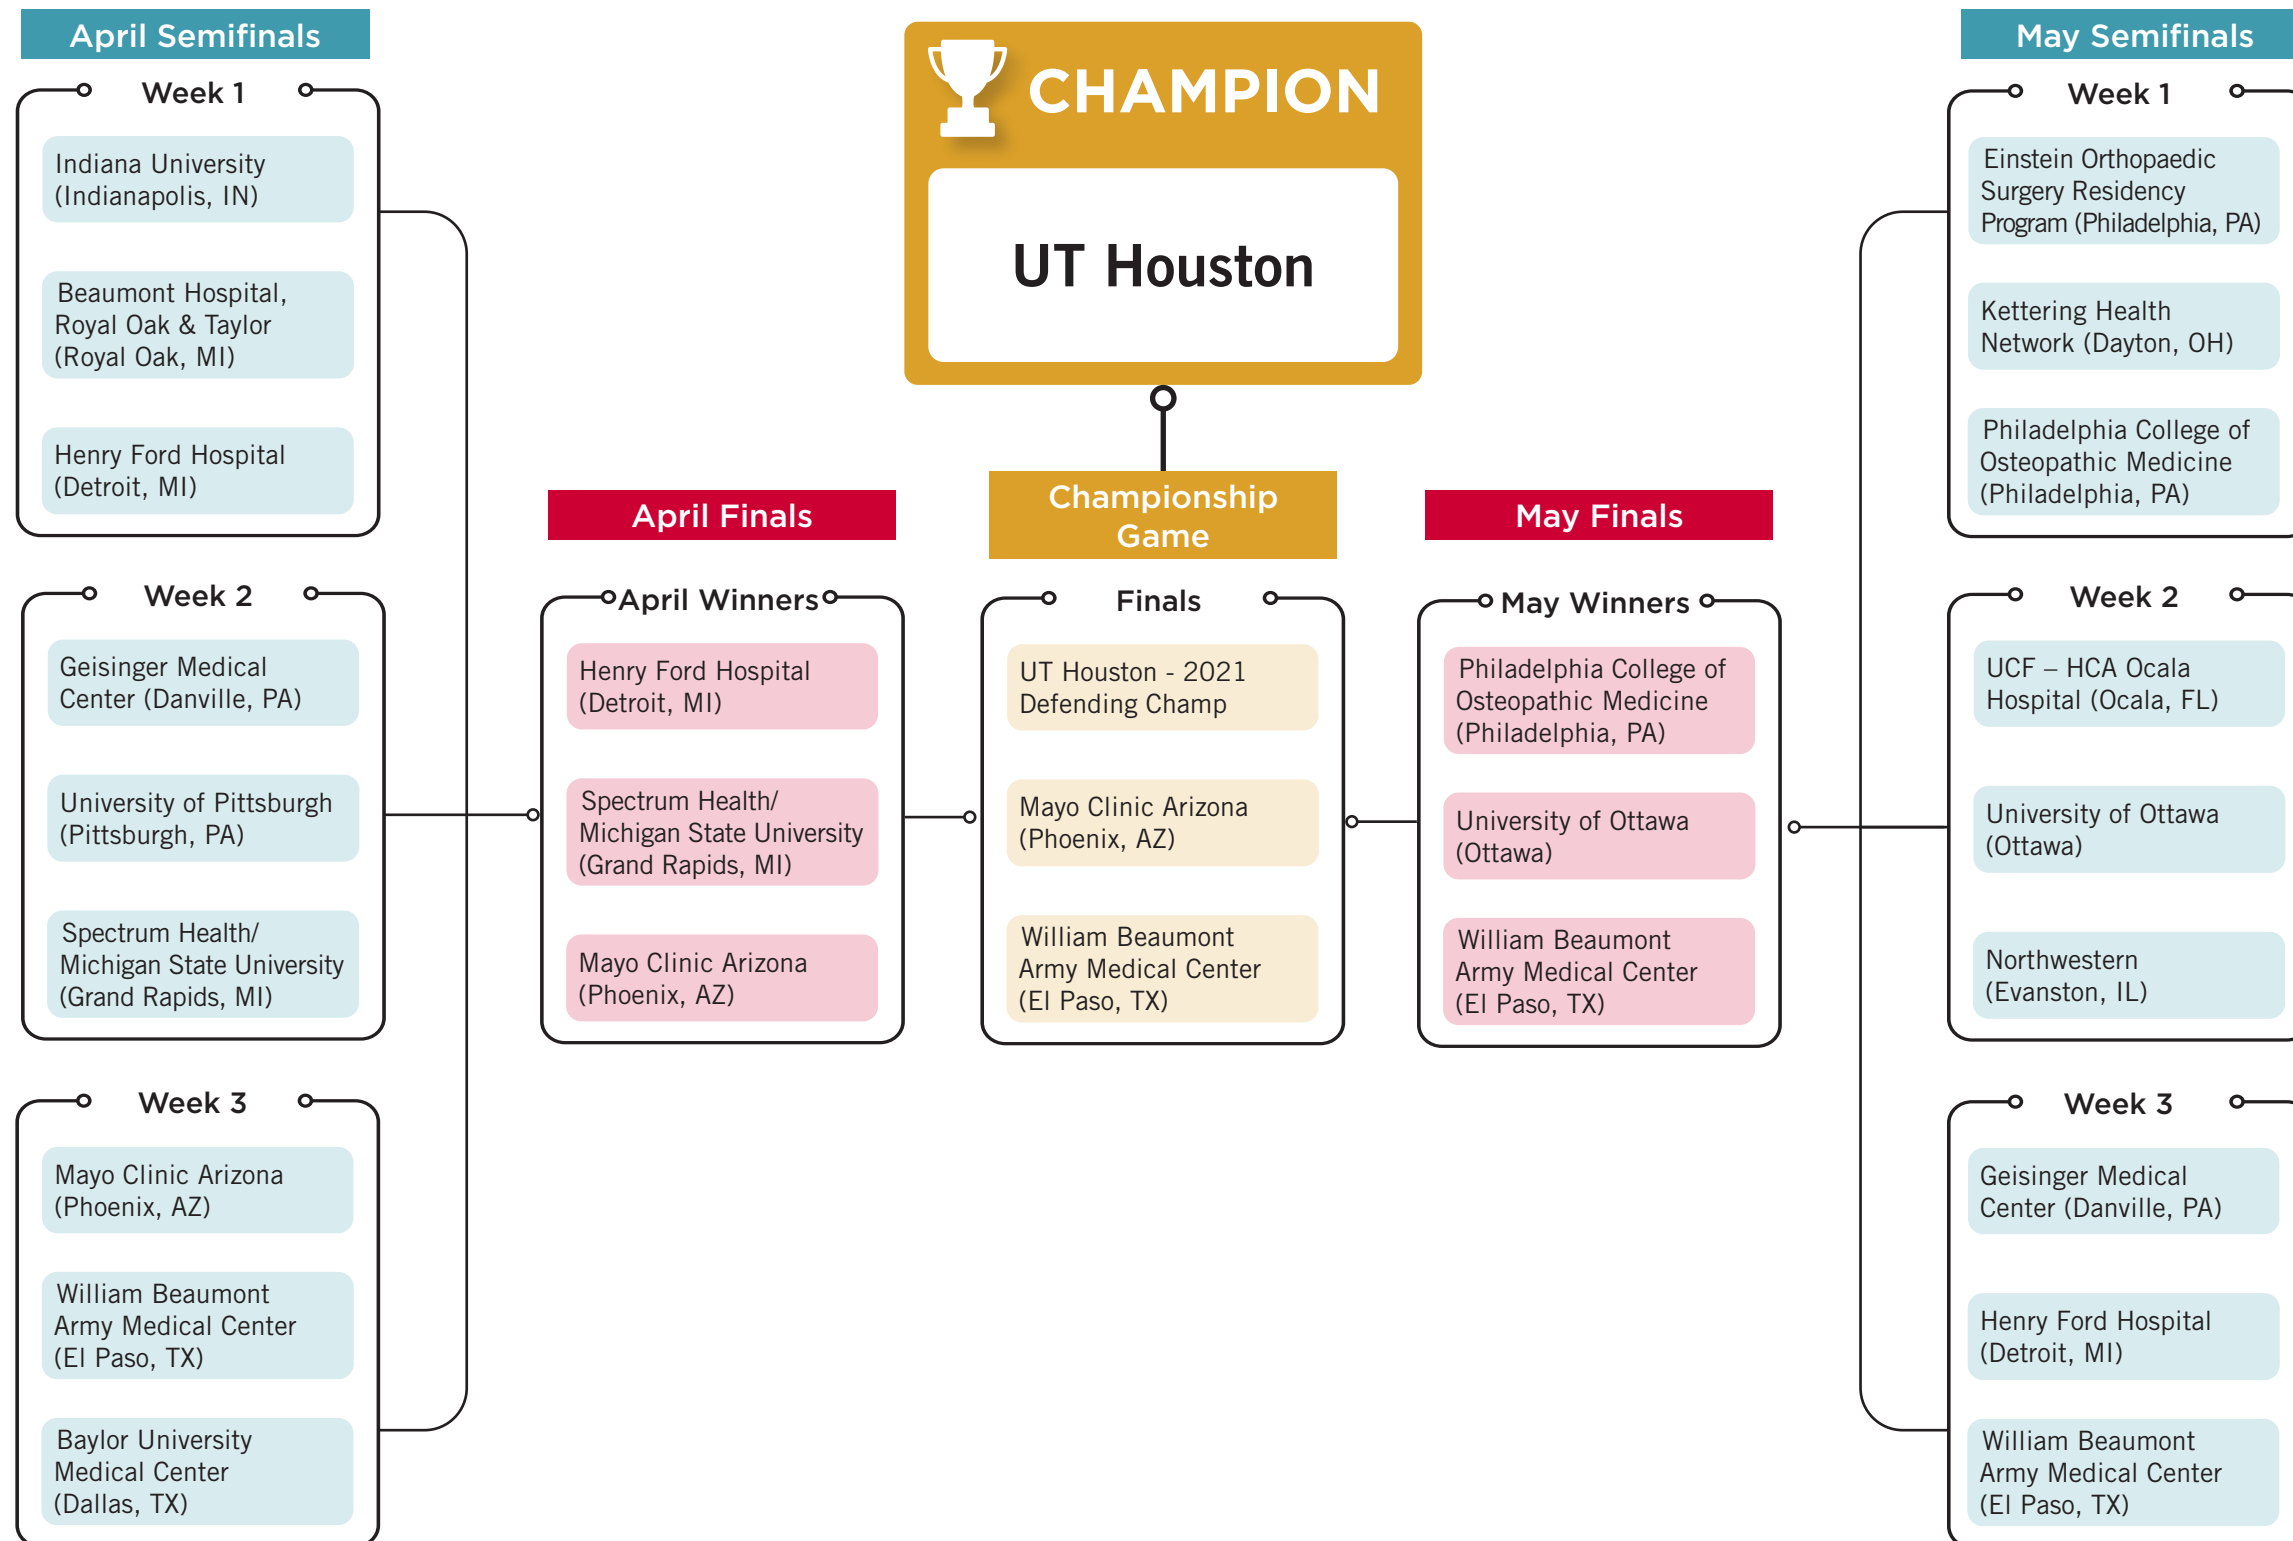 April Semifinals
Week 1
Indiana University
(Indianapolis, IN)
Beaumont Hospital,
Royal Oak & Taylor
(Royal Oak, MI)
Henry Ford Hospital
(Detroit, MI)
Week 2
Geisinger Medical
Center (Danville, PA)
University of Pittsburgh
(Pittsburgh, PA)
Spectrum Health/
Michigan State University
(Grand Rapids, MI)
Week 3
Mayo Clinic Arizona
(Phoenix, AZ)
William Beaumont
Army Medical Center
(El Paso, TX)
Baylor University
Medical Center
(Dallas, TX)
April Finals
April Winners
Henry Ford Hospital
(Detroit, MI)
Spectrum Health/
Michigan State University
(Grand Rapids, MI)
Mayo Clinic Arizona
(Phoenix, AZ)
CHAMPION
UT Houston
Championship
Game
Finals
UT Houston - 2021
Defending Champ
Mayo Clinic Arizona
(Phoenix, AZ)
William Beaumont
Army Medical Center
(El Paso, TX)
May Finals
May Winners
Philadelphia College of
Osteopathic Medicine
(Philadelphia, PA)
University of Ottawa
(Ottawa)
William Beaumont
Army Medical Center
(El Paso, TX)
May Semifinals
Week 1
Einstein Orthopaedic
Surgery Residency
Program (Philadelphia, PA)
Kettering Health
Network (Dayton, OH)
Philadelphia College of
Osteopathic Medicine
(Philadelphia, PA)
Week 2
UCF – HCA Ocala
Hospital (Ocala, FL)
University of Ottawa
(Ottawa)
Northwestern
(Evanston, IL)
Week 3
Geisinger Medical
Center (Danville, PA)
Henry Ford Hospital
(Detroit, MI)
William Beaumont
Army Medical Center
(El Paso, TX)